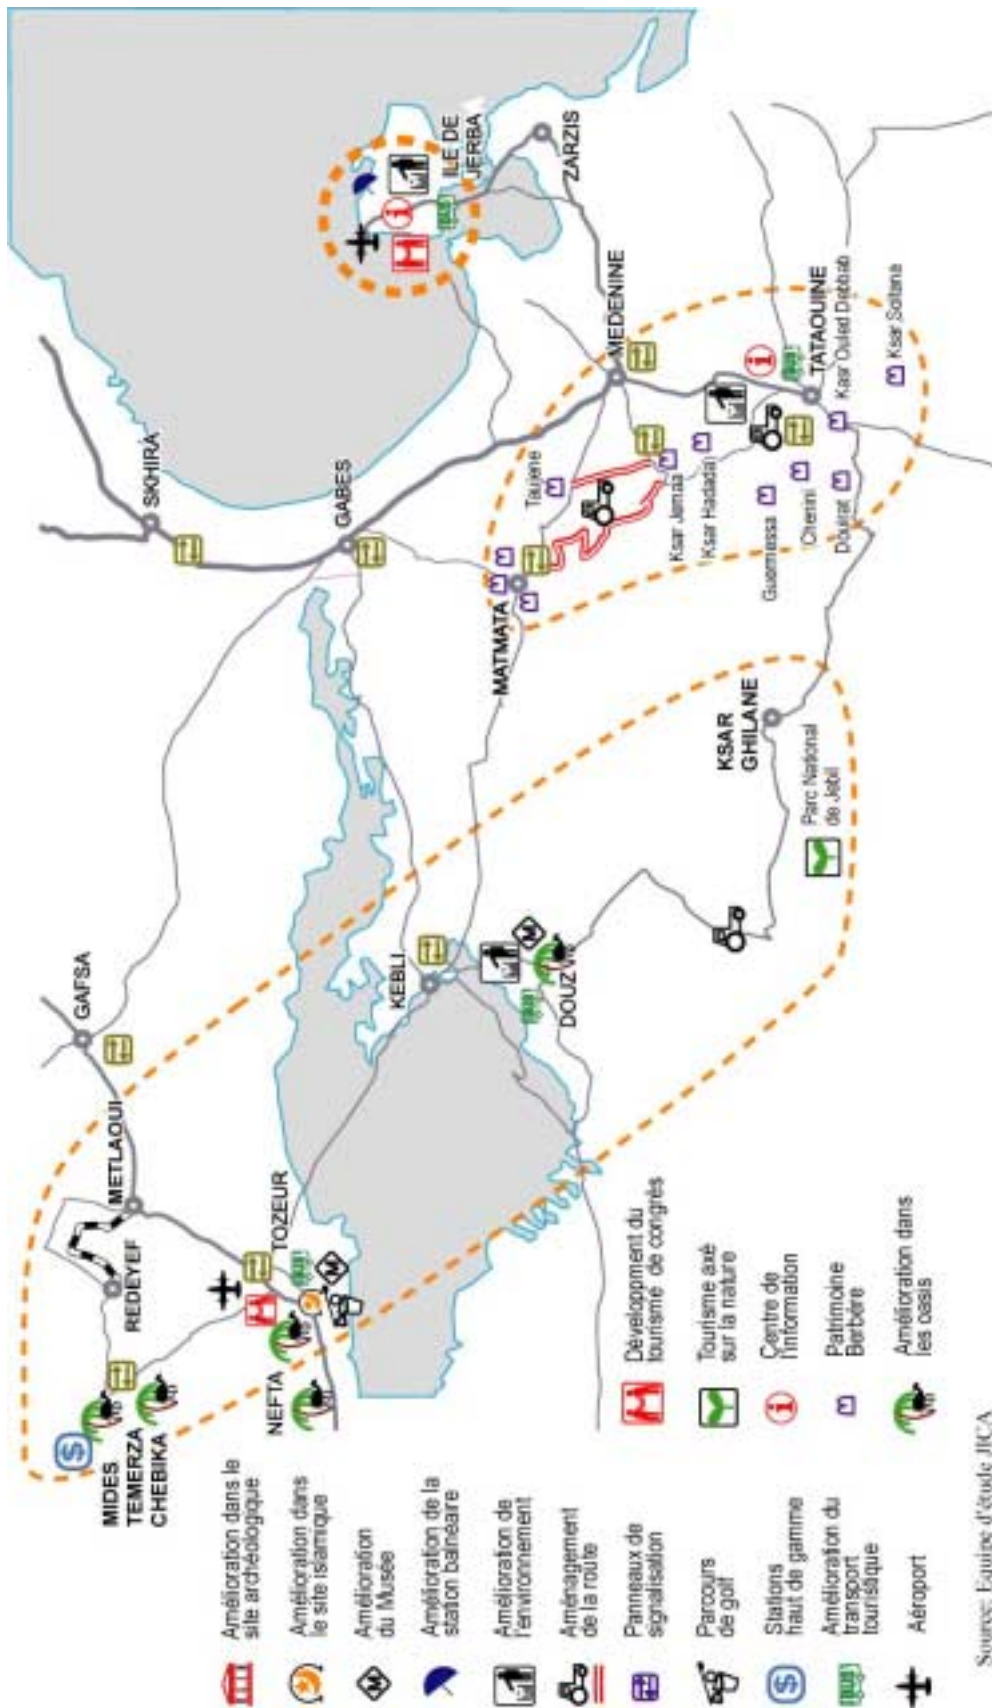 SKHIRA
GABES
GAFSA
METLAOUI
REDEYEF
MIDES
TEMERZA
CHEBIKA
NEFTA
TOZEUR
KEBLI
DOUZ
MATMATA
KSAR
GHILANE
Parc National
de Jebil
ILE DE
JERBA
ZARZIS
MEDENINE
TATAOUINE
Ksar Jemaa
Ksar Hadada
Guermessa
Chenini
Douirat
Ksar Ouled Debbab
Ksar Soltana
Amélioration dans le
site archéologique
Amélioration dans
le site islamique
Amélioration
du Musée
Amélioration de la
station balnéaire
Amélioration de
l'environnement
Aménagement
de la route
Panneaux de
signalisation
Parcours
de golf
Stations
haut de gamme
Amélioration du
transport
touristique
Aéroport
Développment du
tourismé de congrès
Tourisme axé
sur la nature
Centre de
l'information
Patrimoine
Berbère
Amélioration dans
les oasis
Source: Equipe d'étude JICA